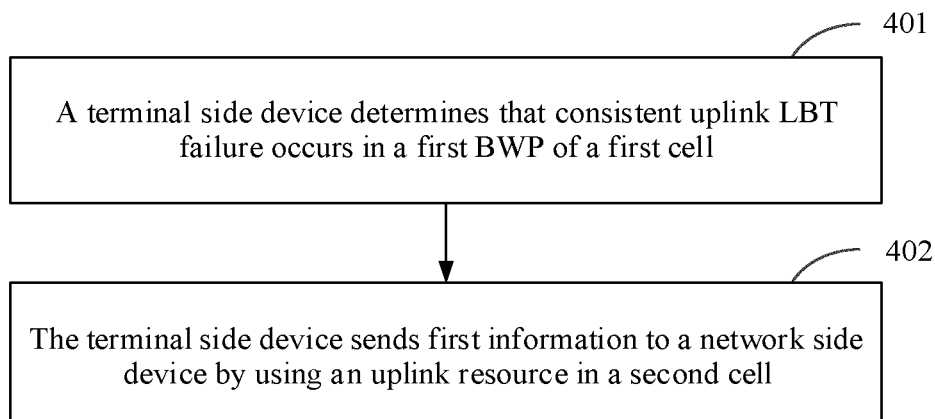 401
A terminal side device determines that consistent uplink LBT
failure occurs in a first BWP of a first cell
402
The terminal side device sends first information to a network side
device by using an uplink resource in a second cell